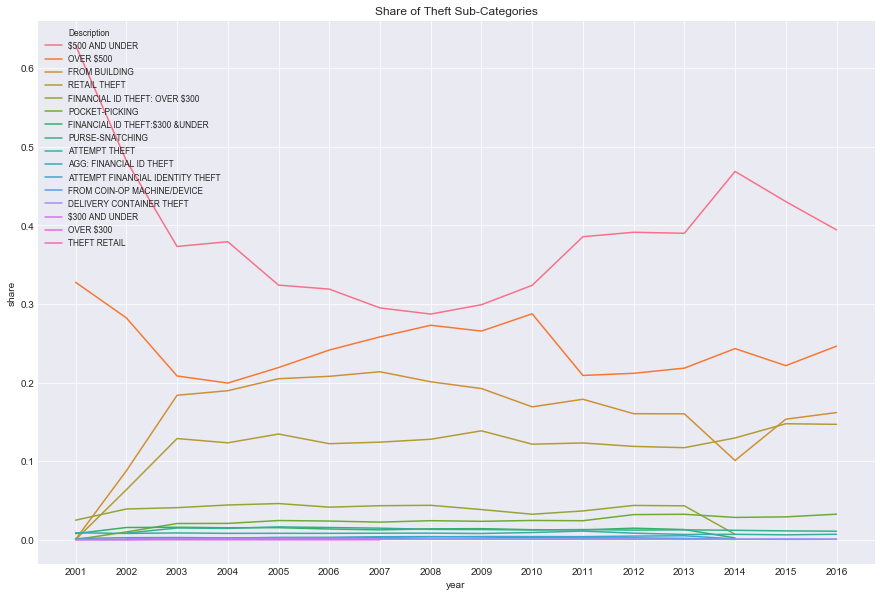 Share of Theft Sub-Categories
Description
$500 AND UNDER
OVER $500
FROM BUILDING
RETAIL THEFT
FINANCIAL ID THEFT: OVER $300
POCKET-PICKING
FINANCIAL ID THEFT:$300 &UNDER
PURSE-SNATCHING
ATTEMPT THEFT
AGG: FINANCIAL ID THEFT
ATTEMPT FINANCIAL IDENTITY THEFT
FROM COIN-OP MACHINE/DEVICE
DELIVERY CONTAINER THEFT
$300 AND UNDER
OVER $300
THEFT RETAIL
0.6
0.5
0.4
0.3
0.2
0.1
0.0
share
2001 2002 2003 2004 2005 2006 2007 2008 2009 2010 2011 2012 2013 2014 2015 2016
year